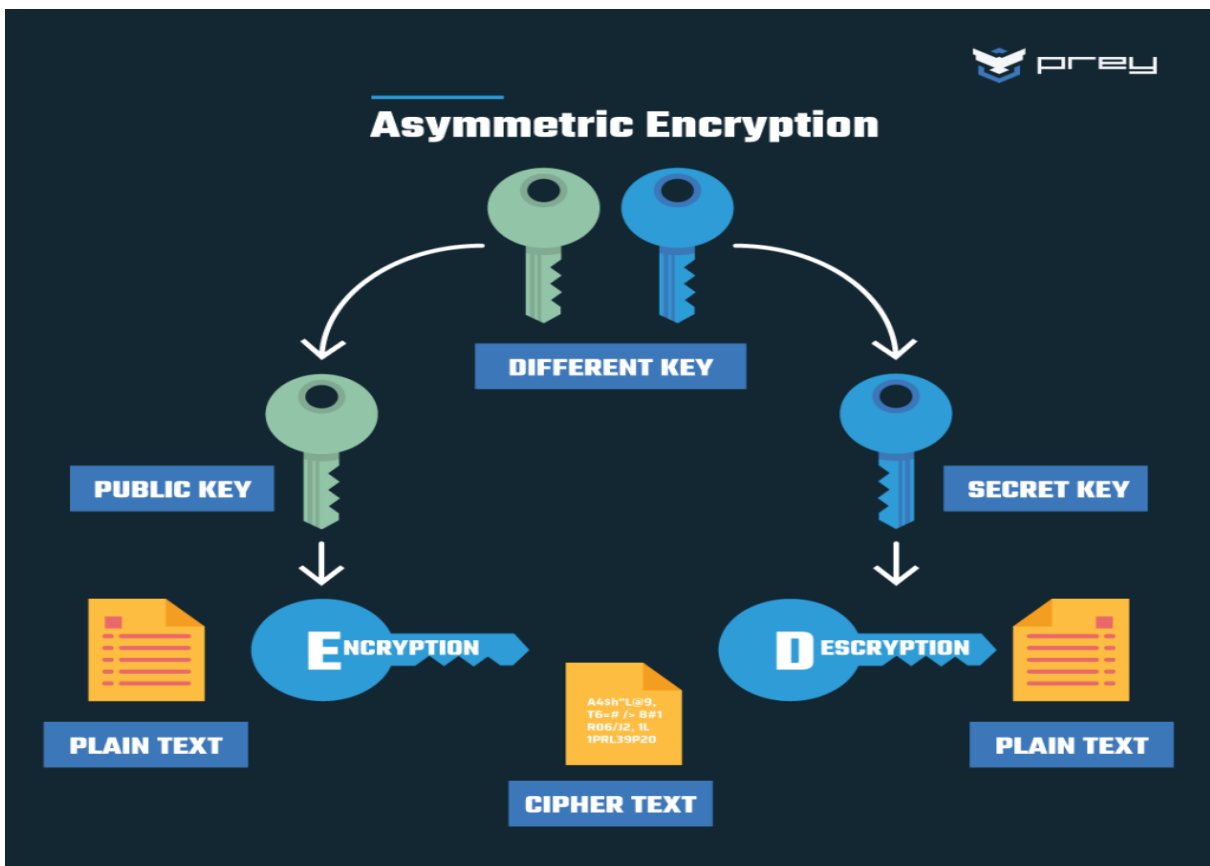 prey
Asymmetric Encryption
DIFFERENT KEY
PUBLIC KEY
SECRET KEY
ENCRYPTION
DESCRYPTION
A4$h"L@9,
T6=# /> 8#1
R06/J2, 1L
1PRL39P20
PLAIN TEXT
PLAIN TEXT
CIPHER TEXT